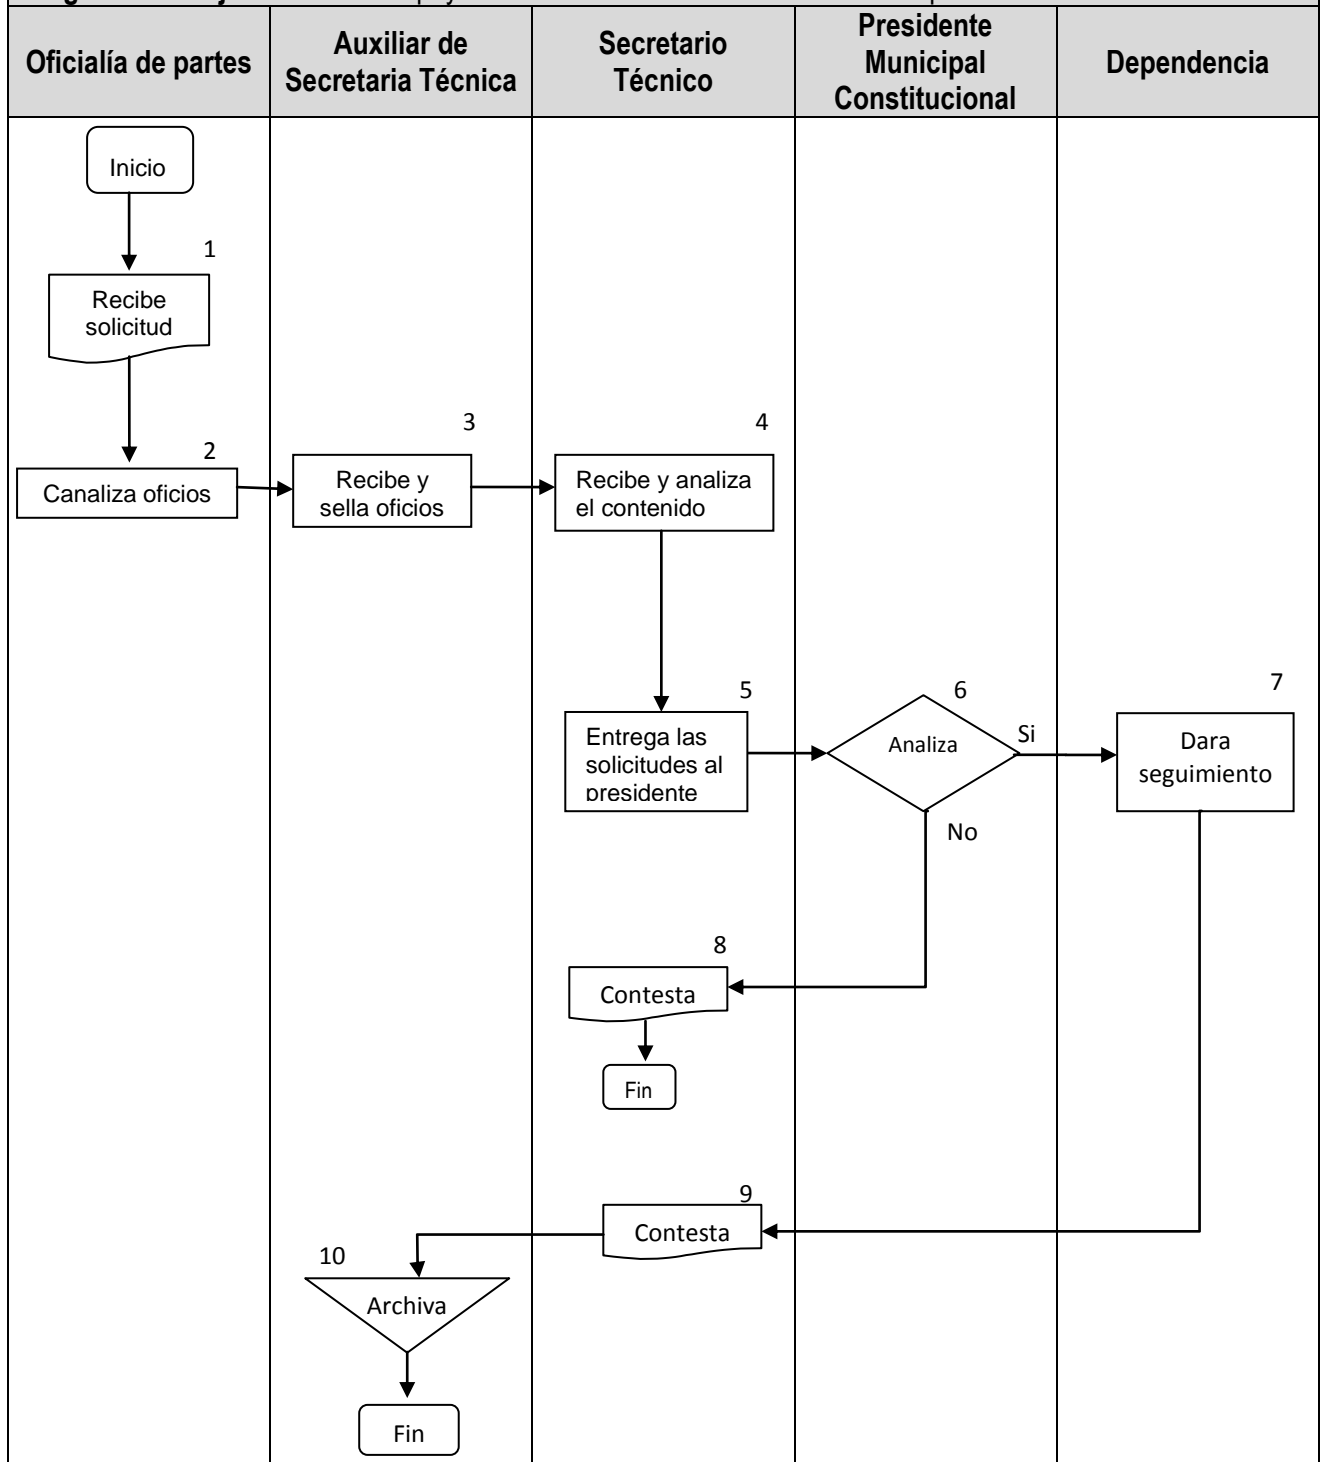 Oficialía de partes
Auxiliar de
Secretaria Técnica
Secretario
Técnico
Presidente
Municipal
Constitucional
Dependencia
Inicio
1
Recibe
solicitud
2
Canaliza oficios
3
Recibe y
sella oficios
4
Recibe y analiza
el contenido
5
Entrega las
solicitudes al
presidente
6
Analiza
Si
No
7
Dara
seguimiento
8
Contesta
Fin
9
Contesta
10
Archiva
Fin